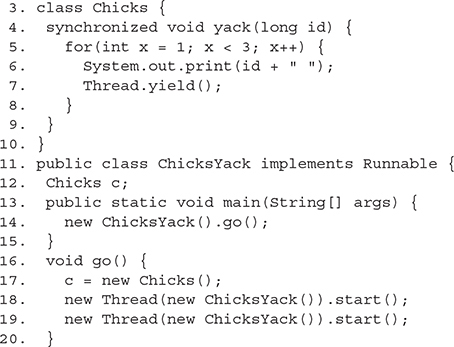 3. class Chicks {
4.  synchronized void yack(long id) {
5.   for(int x = 1; x < 3; x++) {
6.    System.out.print(id + " ");
7.    Thread.yield();
8.   }
9.  }
10. }
11. public class ChicksYack implements Runnable {
12.  Chicks c;
13.  public static void main(String[] args) {
14.   new ChicksYack().go();
15.  }
16.  void go() {
17.   c = new Chicks();
18.   new Thread(new ChicksYack()).start();
19.   new Thread(new ChicksYack()).start();
20.  }